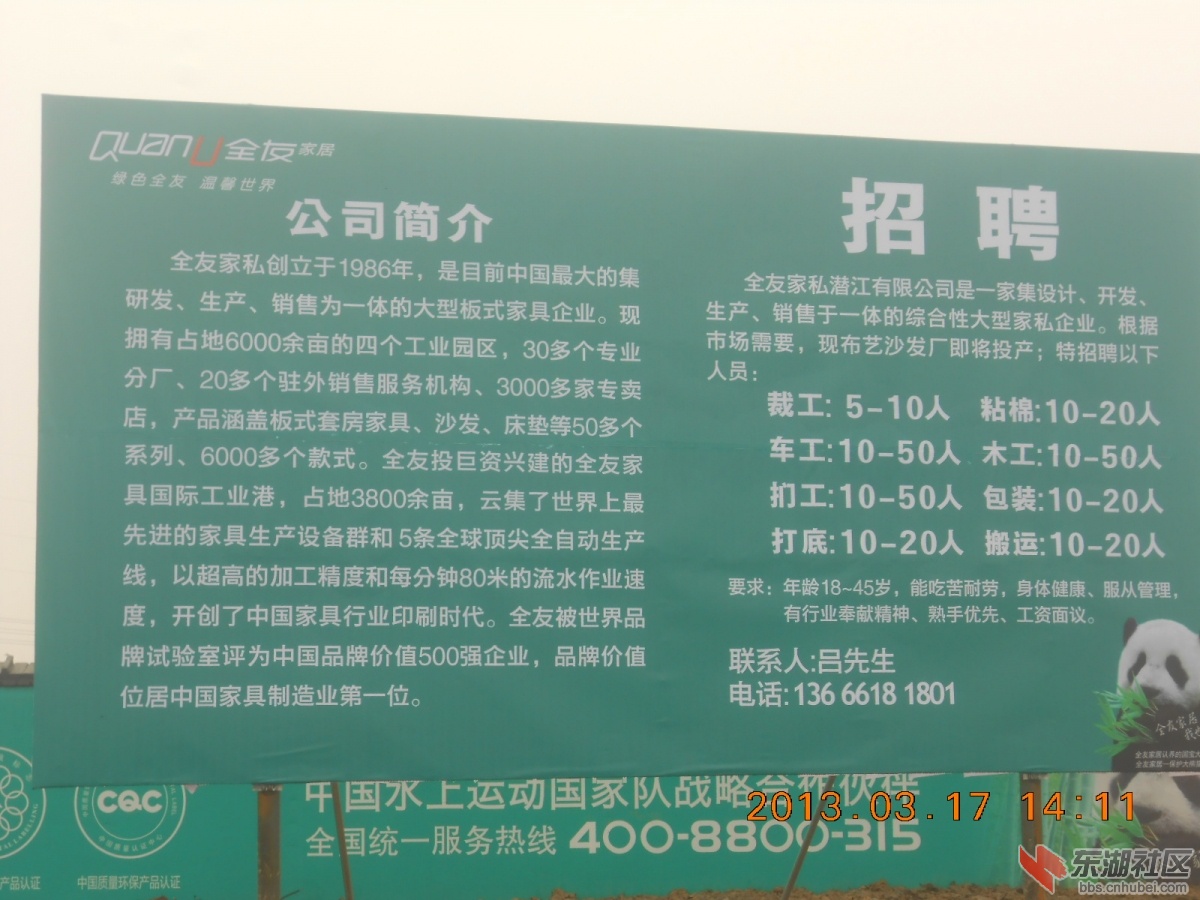 QUanU全友家居
绿色全友 温馨世界
公司简介
全友家私创立于1986年，是目前中国最大的集
研发、生产、销售为一体的大型板式家具企业。现
拥有占地6000余亩的四个工业园区，30多个专业
分厂、20多个驻外销售服务机构、3000多家专卖
店，产品涵盖板式套房家具、沙发、床垫等50多个
系列、6000多个款式。全友投巨资兴建的全友家
具国际工业港，占地3800余亩，云集了世界上最
先进的家具生产设备群和5条全球顶尖全自动生产
线，以超高的加工精度和每分钟80米的流水作业速
度，开创了中国家具行业印刷时代。全友被世界品
牌试验室评为中国品牌价值500强企业，品牌价值
位居中国家具制造业第一位。
招聘
全友家私潜江有限公司是一家集设计、开发、
生产、销售于一体的综合性大型家私企业。根据
市场需要，现布艺沙发厂即将投产；特招聘以下
人员：
裁工：5-10人 粘棉:10-20人
车工:10-50人 木工:10-50人
扪工:10-50人 包装:10-20人
打底:10-20人 搬运:10-20人
要求：年龄18~45岁，能吃苦耐劳，身体健康、服从管理，
有行业奉献精神、熟手优先、工资面议。
联系人:吕先生
电话:136 6618 1801
全友家居
中国水上运动国家队战略合作伙伴
全国统一服务热线 400-8800-315
CQC
产品认证
中国质量环保产品认证
2013.03.17 14:11
东湖社区
bbs.cnhubei.com